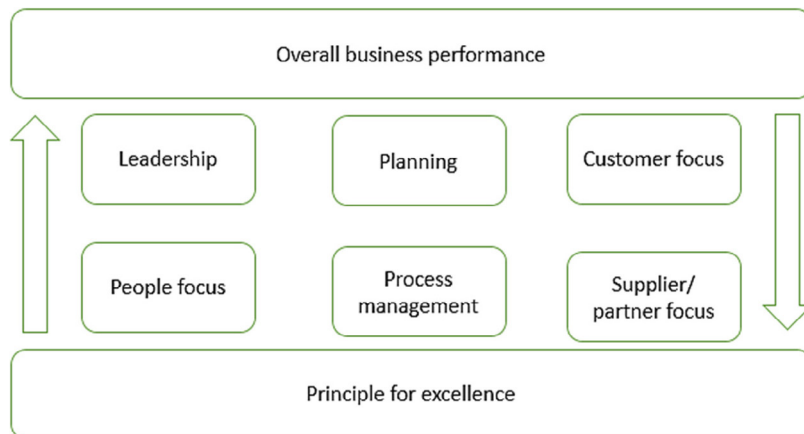 Overall business performance
Leadership
Planning
Customer focus
People focus
Process
management
Supplier/
partner focus
Principle for excellence